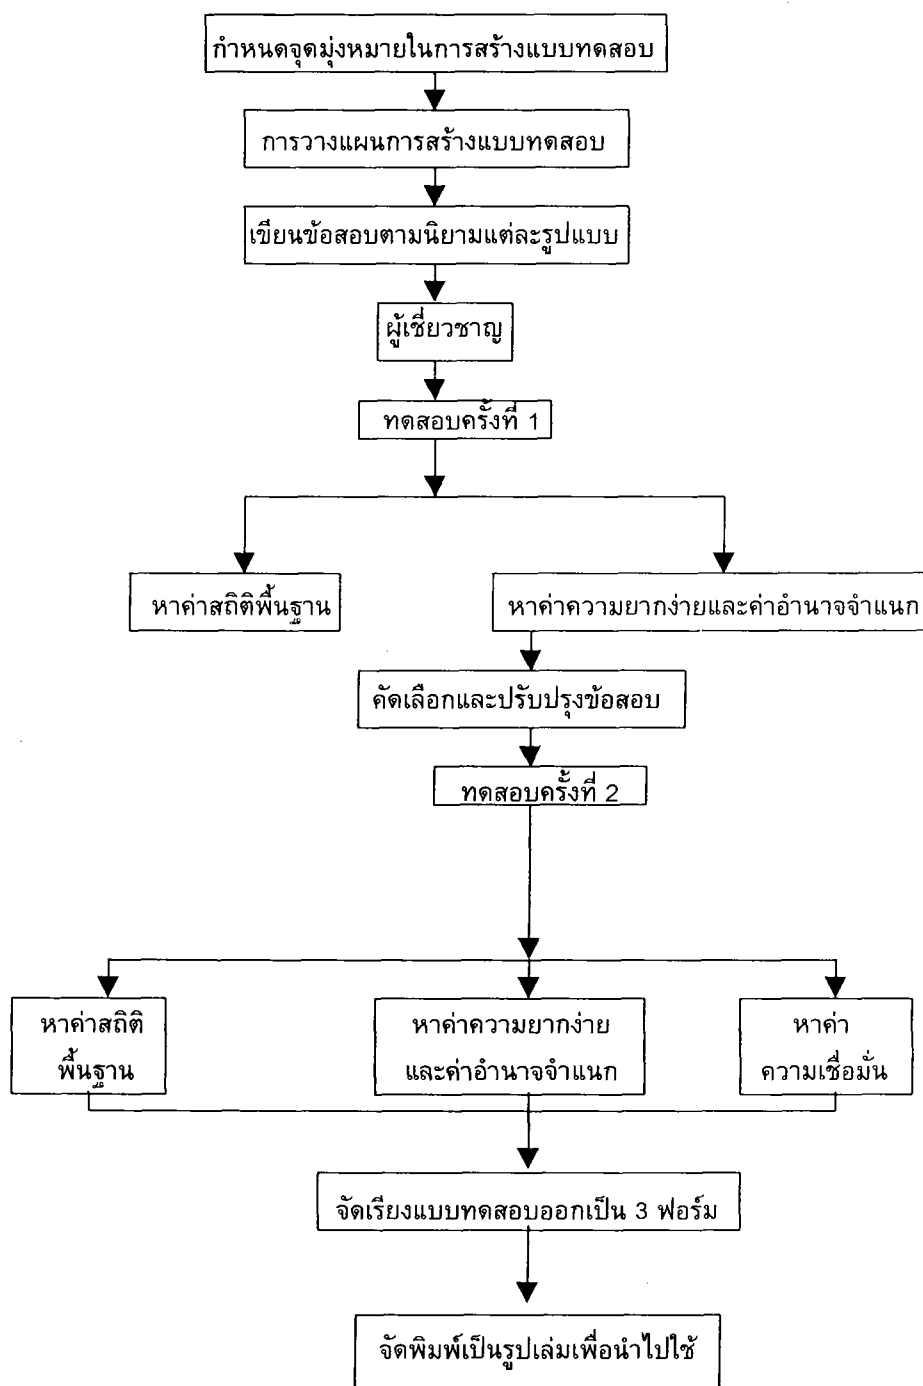 กำหนดจุดมุ่งหมายในการสร้างแบบทดสอบ
การวางแผนการสร้างแบบทดสอบ
เขียนข้อสอบตามนิยามแต่ละรูปแบบ
ผู้เชี่ยวชาญ
ทดสอบครั้งที่ 1
หาค่าสถิติพื้นฐาน
หาค่าความยากง่ายและค่าอำนาจจำแนก
คัดเลือกและปรับปรุงข้อสอบ
ทดสอบครั้งที่ 2
หาค่าสถิติ
พื้นฐาน
หาค่าความยากง่าย
และค่าอำนาจจำแนก
หาค่า
ความเชื่อมั่น
จัดเรียงแบบทดสอบออกเป็น 3 ฟอร์ม
จัดพิมพ์เป็นรูปเล่มเพื่อนำไปใช้